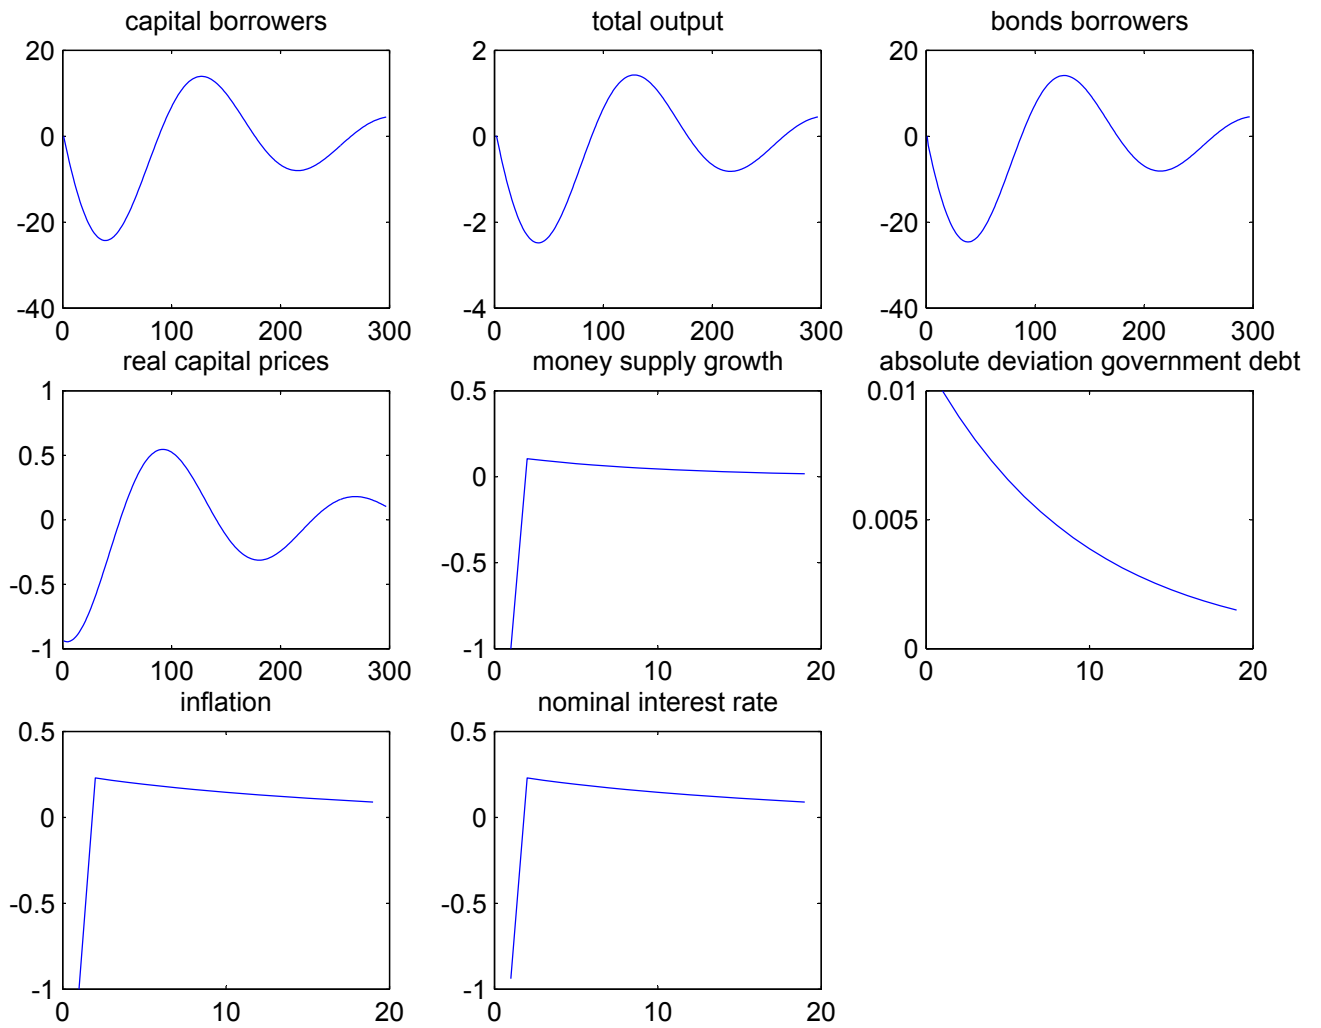 capital borrowers
total output
bonds borrowers
20
0
-20
-40
0 100 200 300
2
0
-2
-4
0 100 200 300
20
0
-20
-40
0 100 200 300
real capital prices
money supply growth
absolute deviation government debt
1
0.5
0
-0.5
-1
0 100 200 300
0.5
0
-0.5
-1
0 10 20
0.01
0.005
0
0 10 20
inflation
nominal interest rate
0.5
0
-0.5
-1
0 10 20
0.5
0
-0.5
-1
0 10 20